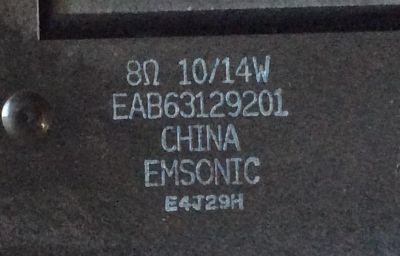 8Ω 10/14W
EAB63129201
CHINA
EMSONIC
E4J29H